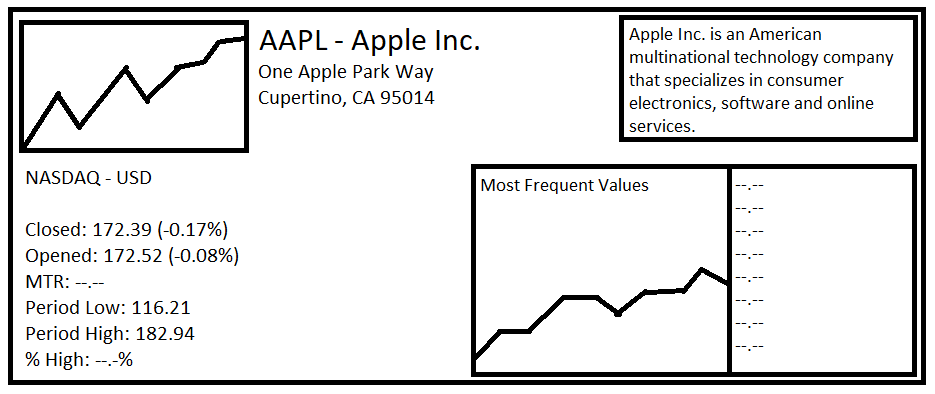 AAPL - Apple Inc.
One Apple Park Way
Cupertino, CA 95014
Apple Inc. is an American
multinational technology company
that specializes in consumer
electronics, software and online
services.
NASDAQ - USD
Closed: 172.39 (-0.17%)
Opened: 172.52 (-0.08%)
MTR: --.--
Period Low: 116.21
Period High: 182.94
% High: --.-%
Most Frequent Values
--.--
--.--
--.--
--.--
--.--
--.--
--.--
--.--